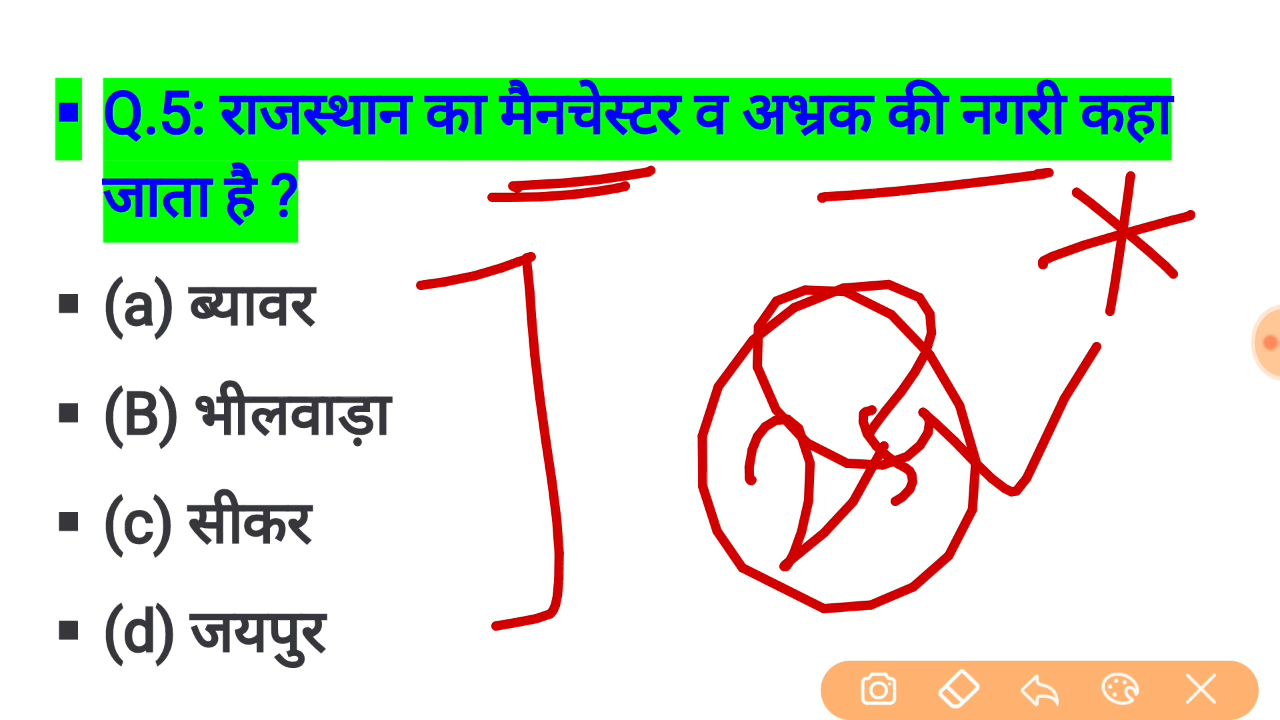 ▪ Q.5: राजस्थान का मैनचेस्टर व अभ्रक की नगरी कहा
जाता है ?
▪ (a) ब्यावर
▪ (B) भीलवाड़ा
▪ (c) सीकर
▪ (d) जयपुर